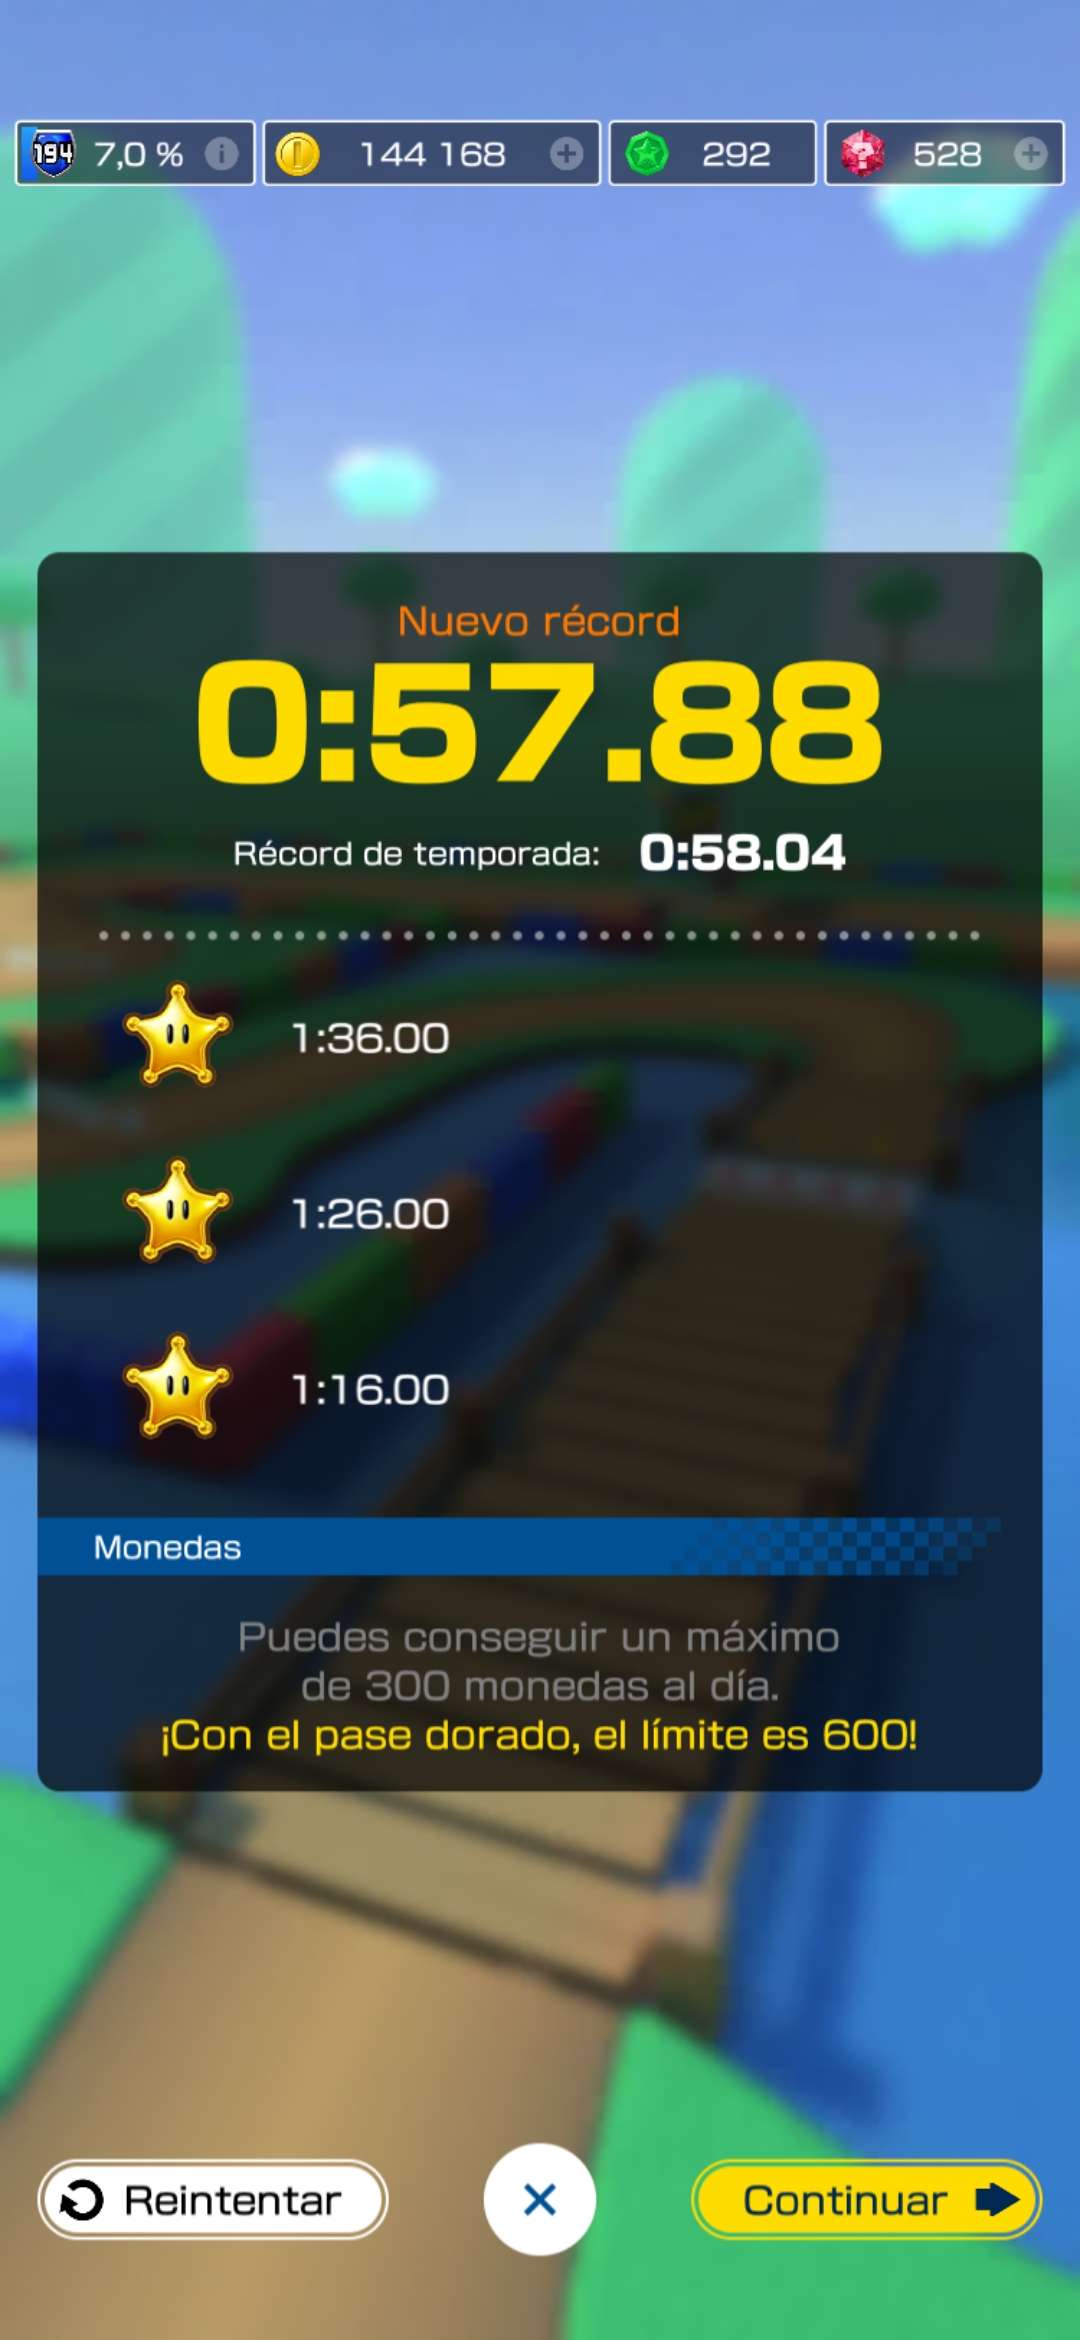 194 7,0 % i 144 168 + 292 ? 528 +
Nuevo récord
0:57.88
Récord de temporada: 0:58.04
1:36.00
1:26.00
1:16.00
Monedas
Puedes conseguir un máximo
de 300 monedas al día.
¡Con el pase dorado, el límite es 600!
Reintentar × Continuar